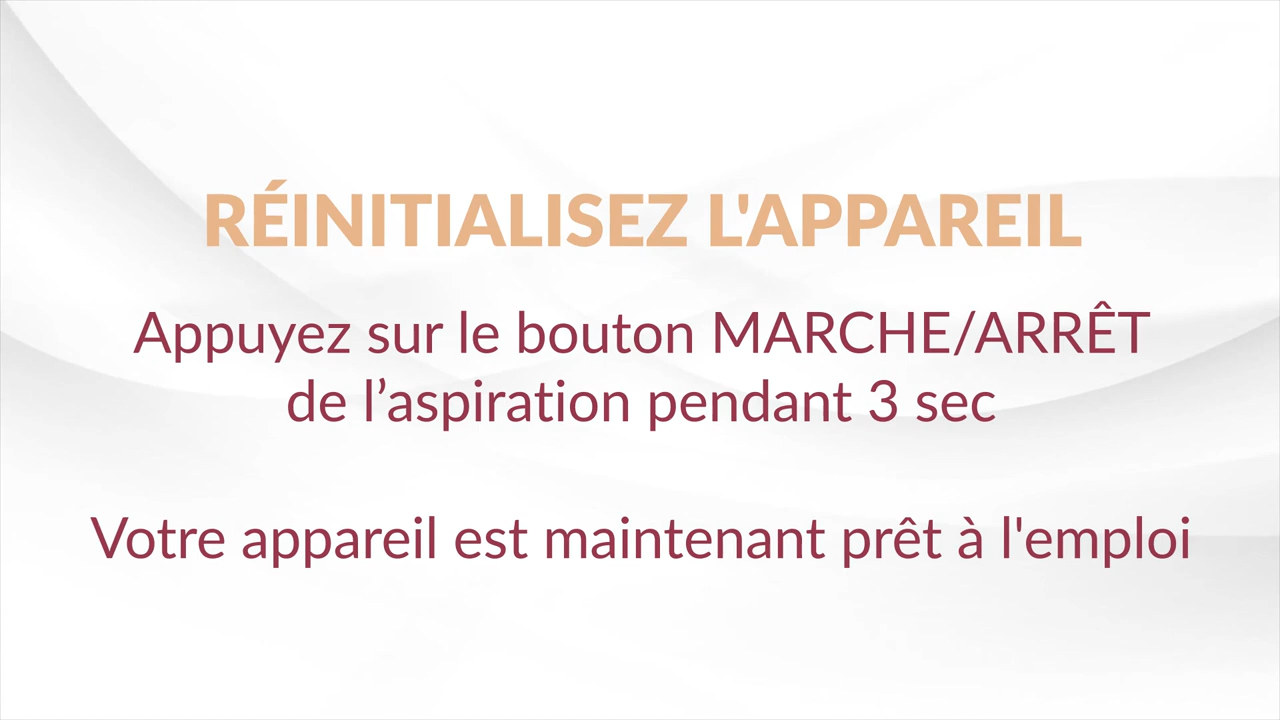 RÉINITIALISEZ L'APPAREIL
Appuyez sur le bouton MARCHE/ARRÊT
de l’aspiration pendant 3 sec
Votre appareil est maintenant prêt à l'emploi